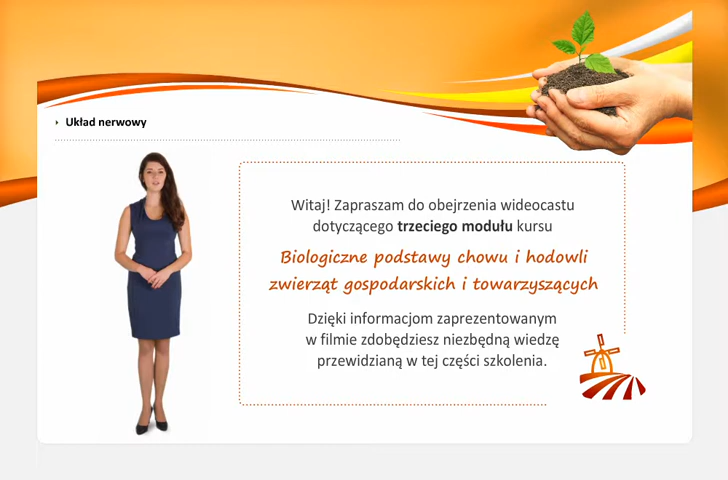 Układ nerwowy
Witaj! Zapraszam do obejrzenia wideocastu
dotyczącego trzeciego modułu kursu
Biologiczne podstawy chowu i hodowli
zwierząt gospodarskich i towarzyszących
Dzięki informacjom zaprezentowanym
w filmie zdobędziesz niezbędną wiedzę
przewidzianą w tej części szkolenia.